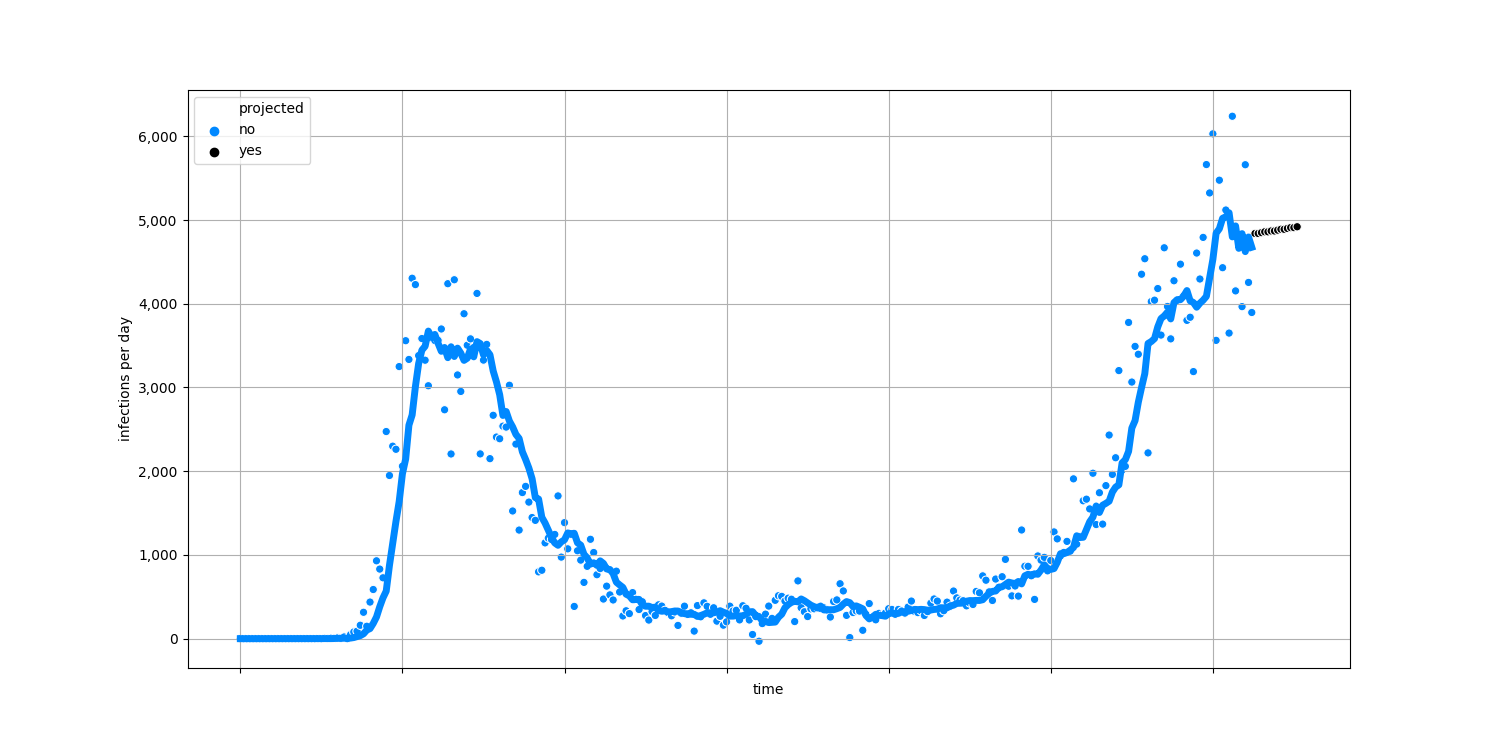 projected
no
yes
6,000
5,000
4,000
3,000
2,000
1,000
0
infections per day
time